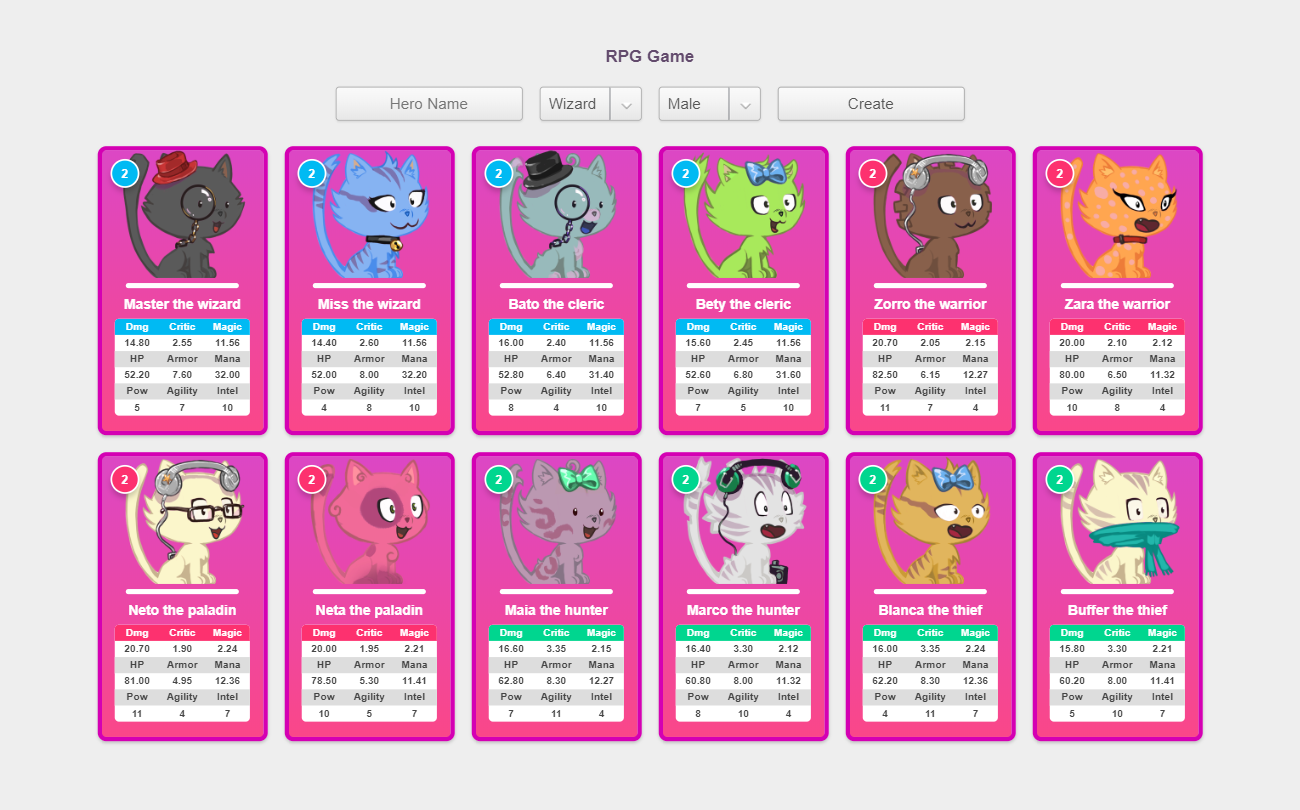 RPG Game
Hero Name Wizard Male Create
2
Master the wizard
Dmg Critic Magic
14.80 2.55 11.56
HP Armor Mana
52.20 7.60 32.00
Pow Agility Intel
5 7 10
2
Miss the wizard
Dmg Critic Magic
14.40 2.60 11.56
HP Armor Mana
52.00 8.00 32.20
Pow Agility Intel
4 8 10
2
Bato the cleric
Dmg Critic Magic
16.00 2.40 11.56
HP Armor Mana
52.80 6.40 31.40
Pow Agility Intel
8 4 10
2
Bety the cleric
Dmg Critic Magic
15.60 2.45 11.56
HP Armor Mana
52.60 6.80 31.60
Pow Agility Intel
7 5 10
2
Zorro the warrior
Dmg Critic Magic
20.70 2.05 2.15
HP Armor Mana
82.50 6.15 12.27
Pow Agility Intel
11 7 4
2
Zara the warrior
Dmg Critic Magic
20.00 2.10 2.12
HP Armor Mana
80.00 6.50 11.32
Pow Agility Intel
10 8 4
2
Neto the paladin
Dmg Critic Magic
20.70 1.90 2.24
HP Armor Mana
81.00 4.95 12.36
Pow Agility Intel
11 4 7
2
Neta the paladin
Dmg Critic Magic
20.00 1.95 2.21
HP Armor Mana
78.50 5.30 11.41
Pow Agility Intel
10 5 7
2
Maia the hunter
Dmg Critic Magic
16.60 3.35 2.15
HP Armor Mana
62.80 8.30 12.27
Pow Agility Intel
7 11 4
2
Marco the hunter
Dmg Critic Magic
16.40 3.30 2.12
HP Armor Mana
60.80 8.00 11.32
Pow Agility Intel
8 10 4
2
Blanca the thief
Dmg Critic Magic
16.00 3.35 2.24
HP Armor Mana
62.20 8.30 12.36
Pow Agility Intel
4 11 7
2
Buffer the thief
Dmg Critic Magic
15.80 3.30 2.21
HP Armor Mana
60.20 8.00 11.41
Pow Agility Intel
5 10 7